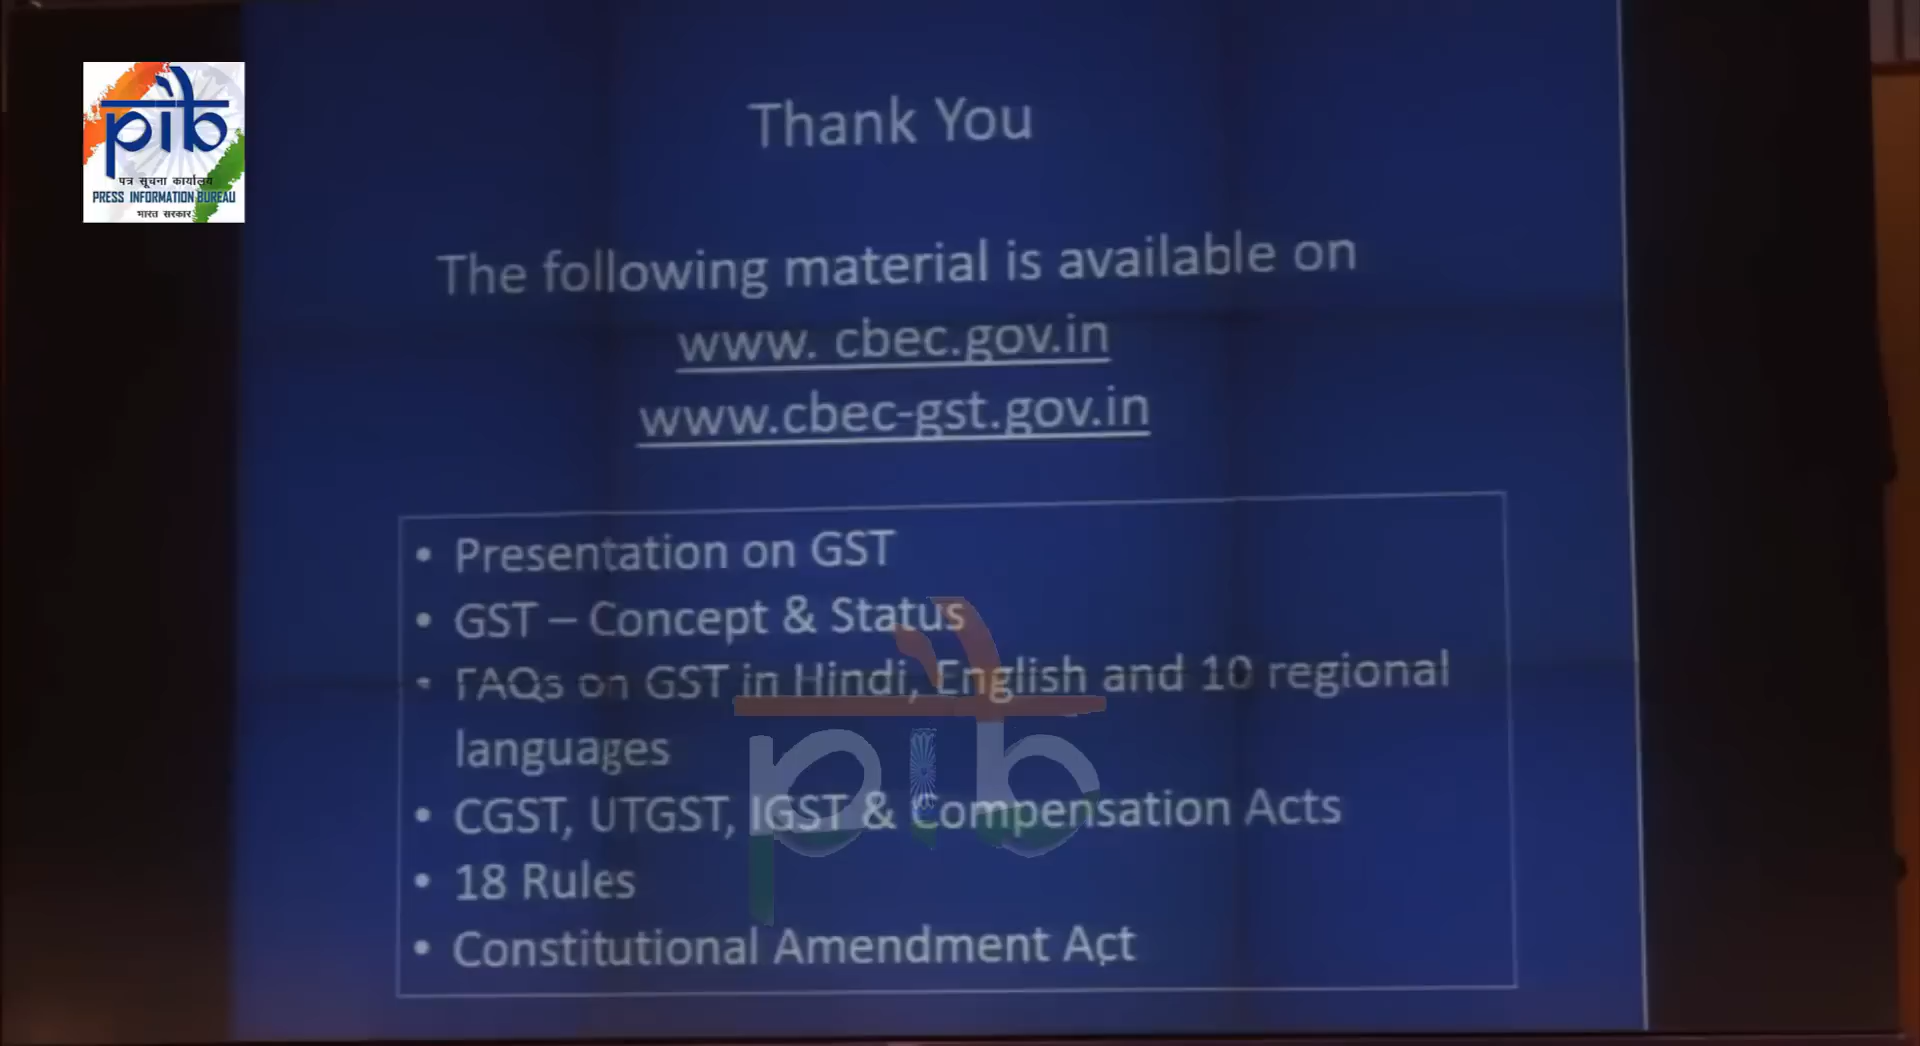 pib
पत्र सूचना कार्यालय
PRESS INFORMATION BUREAU
भारत सरकार
Thank You
The following material is available on
www. cbec.gov.in
www.cbec-gst.gov.in
• Presentation on GST
• GST – Concept & Status
• FAQs on GST in Hindi, English and 10 regional
languages
• CGST, UTGST, IGST & Compensation Acts
• 18 Rules
• Constitutional Amendment Act
pib